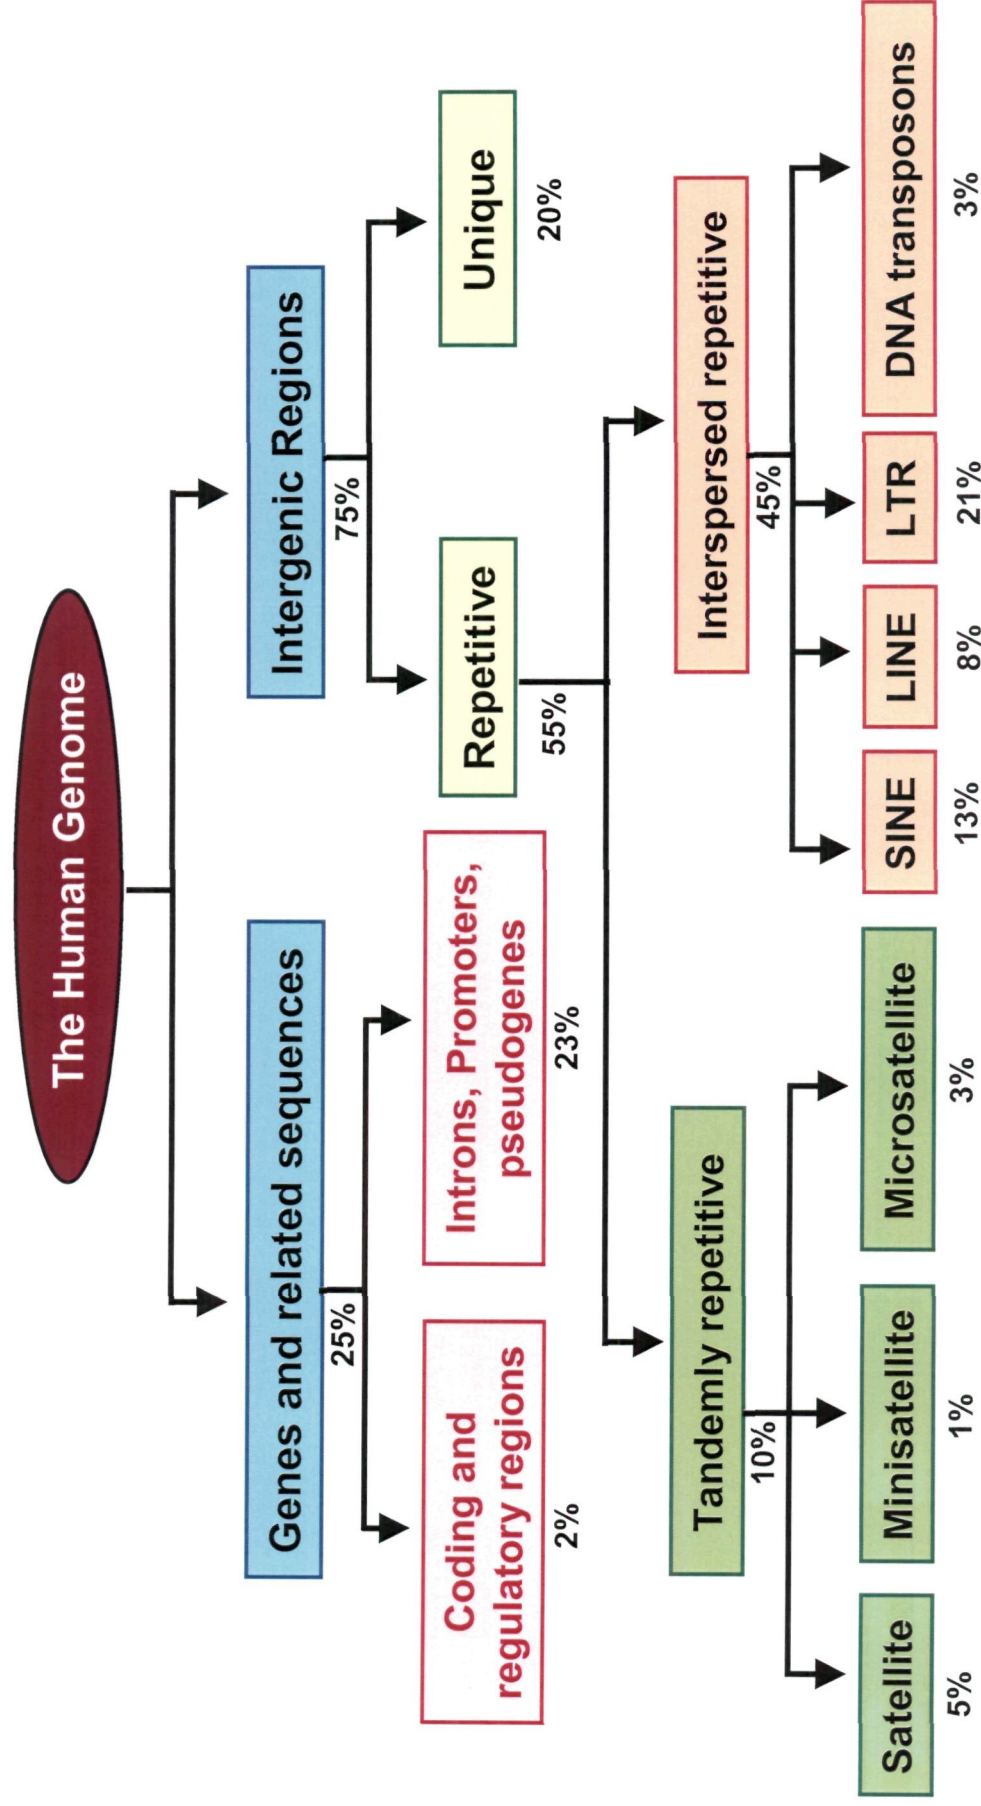 The Human Genome
Genes and related sequences
Intergenic Regions
25%
75%
Coding and
regulatory regions
2%
Introns, Promoters,
pseudogenes
23%
Repetitive
55%
Unique
20%
Tandemly repetitive
10%
Interspersed repetitive
45%
Satellite
5%
Minisatellite
1%
Microsatellite
3%
SINE
13%
LINE
8%
LTR
21%
DNA transposons
3%